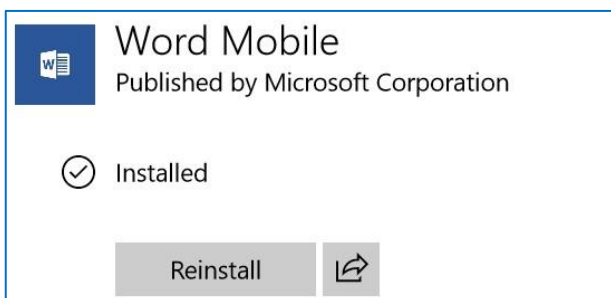 W
Word Mobile
Published by Microsoft Corporation
Installed
Reinstall